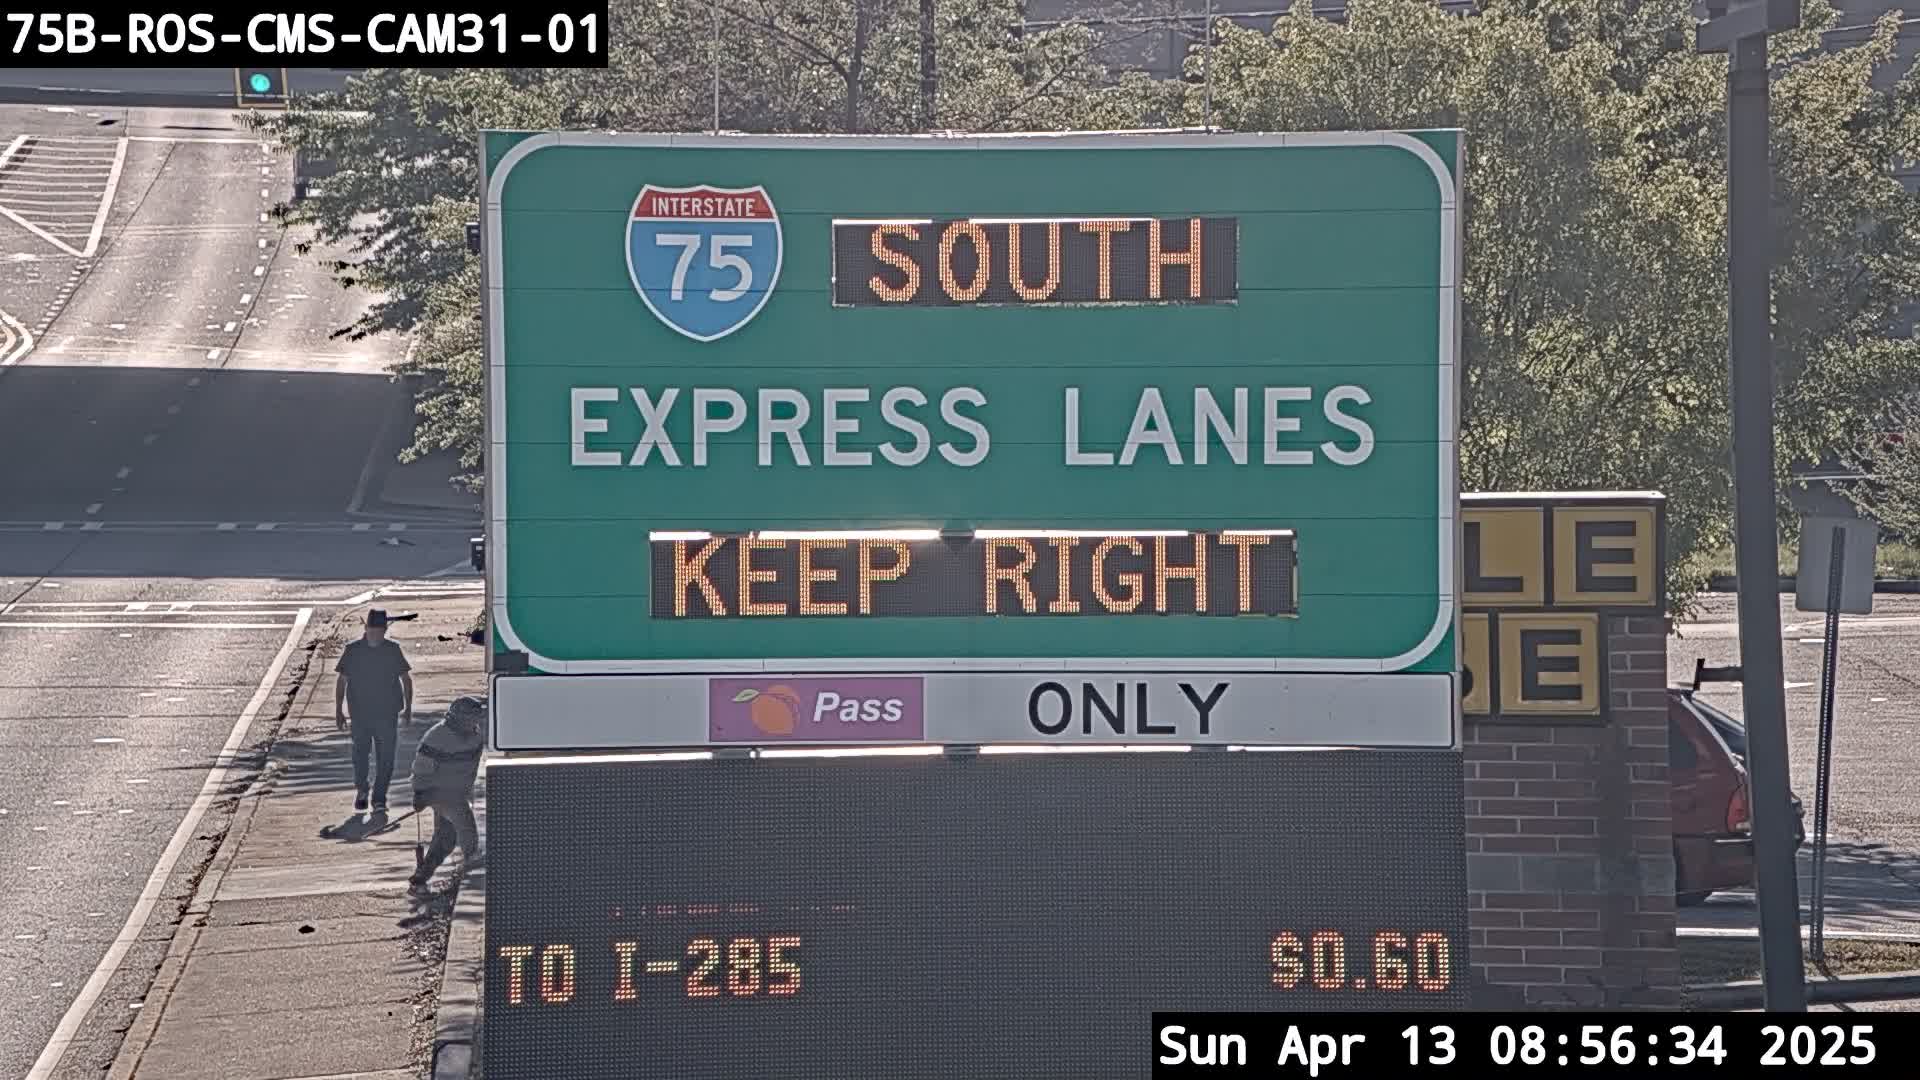 75B-ROS-CMS-CAM31-01
INTERSTATE
75
SOUTH
EXPRESS LANES
KEEP RIGHT
Pass ONLY
LE
E
TO I-285 $0.60
Sun Apr 13 08:56:34 2025